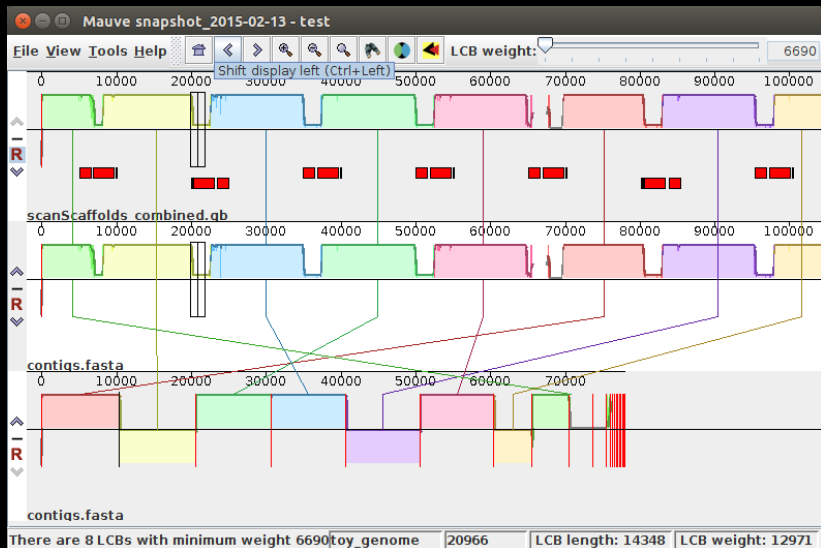 Mauve snapshot_2015-02-13 - test
File View Tools Help LCB weight: 6690
Shift display left (Ctrl+Left)
0 10000 20000 30000 40000 50000 60000 70000 80000 90000 100000
R
scanScaffolds_combined.gb
0 10000 20000 30000 40000 50000 60000 70000 80000 90000 100000
R
contigs.fasta
0 10000 20000 30000 40000 50000 60000 70000
R
contigs.fasta
There are 8 LCBs with minimum weight 6690 toy_genome 20966 LCB length: 14348 LCB weight: 12971